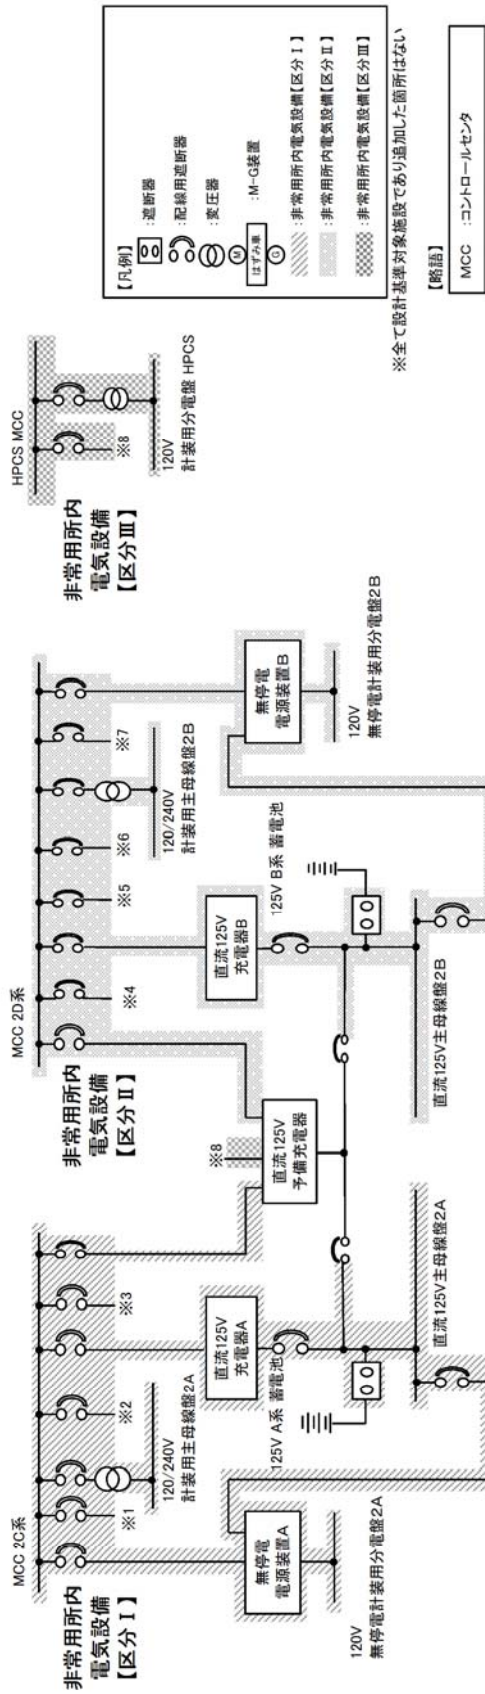 非常用所内
電気設備
【区分Ⅰ】
MCC 2C系
※1
120/240V
計装用主母線盤2A
※2
※3
無停電
電源装置A
120V
無停電計装用分電盤2A
直流125V
充電器A
125V A系 蓄電池
直流125V主母線盤2A
※8
直流125V
予備充電器
非常用所内
電気設備
【区分Ⅱ】
MCC 2D系
※4
※5
※6
120/240V
計装用主母線盤2B
※7
直流125V
充電器B
125V B系 蓄電池
直流125V主母線盤2B
無停電
電源装置B
120V
無停電計装用分電盤2B
非常用所内
電気設備
【区分Ⅲ】
HPCS MCC
※8
120V
計装用分電盤 HPCS
【凡例】
:遮断器
:配線用遮断器
:変圧器
M
はずみ車
G
:M-G装置
:非常用所内電気設備【区分Ⅰ】
:非常用所内電気設備【区分Ⅱ】
:非常用所内電気設備【区分Ⅲ】
※全て設計基準対象施設であり追加した箇所はない
【略語】
MCC :コントロールセンタ